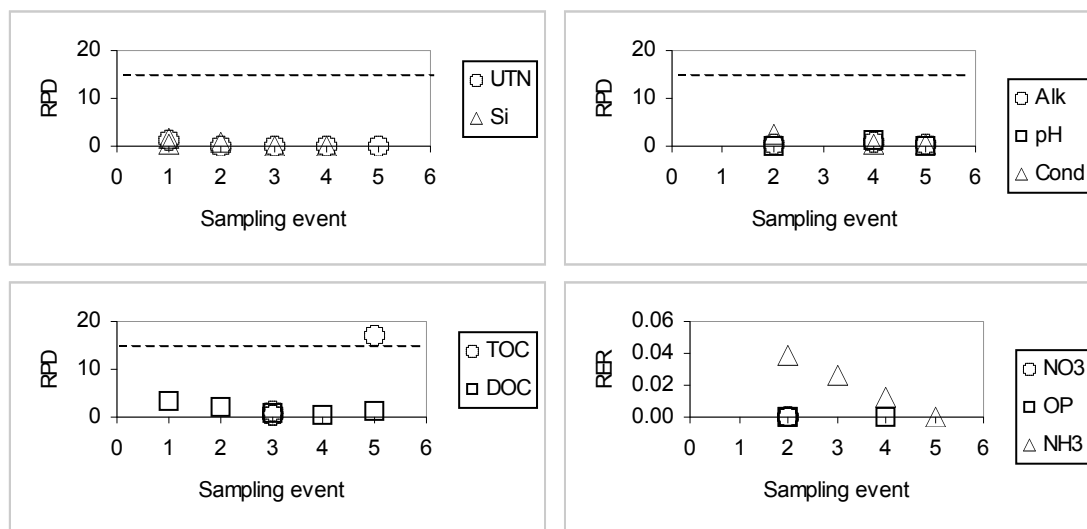 20
10
0
RPD
0 1 2 3 4 5 6
Sampling event
UTN
Si
20
10
0
RPD
0 1 2 3 4 5 6
Sampling event
Alk
pH
Cond
20
10
0
RPD
0 1 2 3 4 5 6
Sampling event
TOC
DOC
0.06
0.04
0.02
0.00
RER
0 1 2 3 4 5 6
Sampling event
NO3
OP
NH3